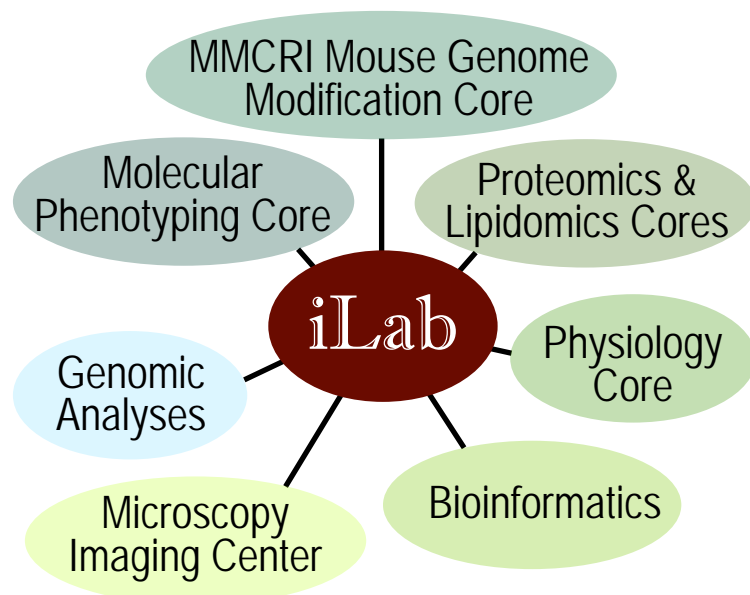 MMCRI Mouse Genome
Modification Core
Molecular
Phenotyping Core
Proteomics &
Lipidomics Cores
iLab
Physiology
Core
Genomic
Analyses
Bioinformatics
Microscopy
Imaging Center